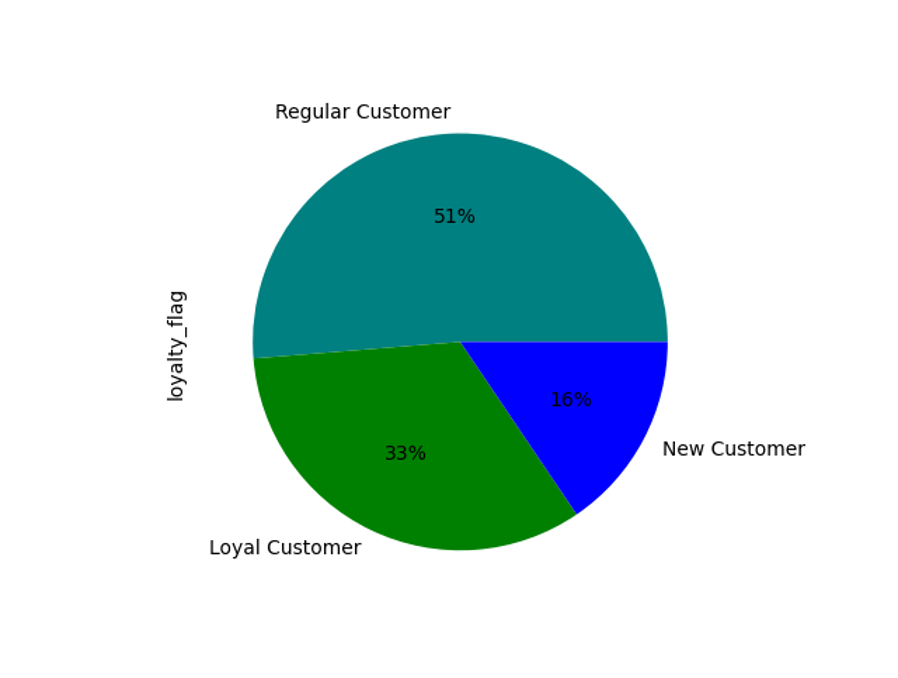 Regular Customer
51%
loyalty_flag
16%
33%
New Customer
Loyal Customer